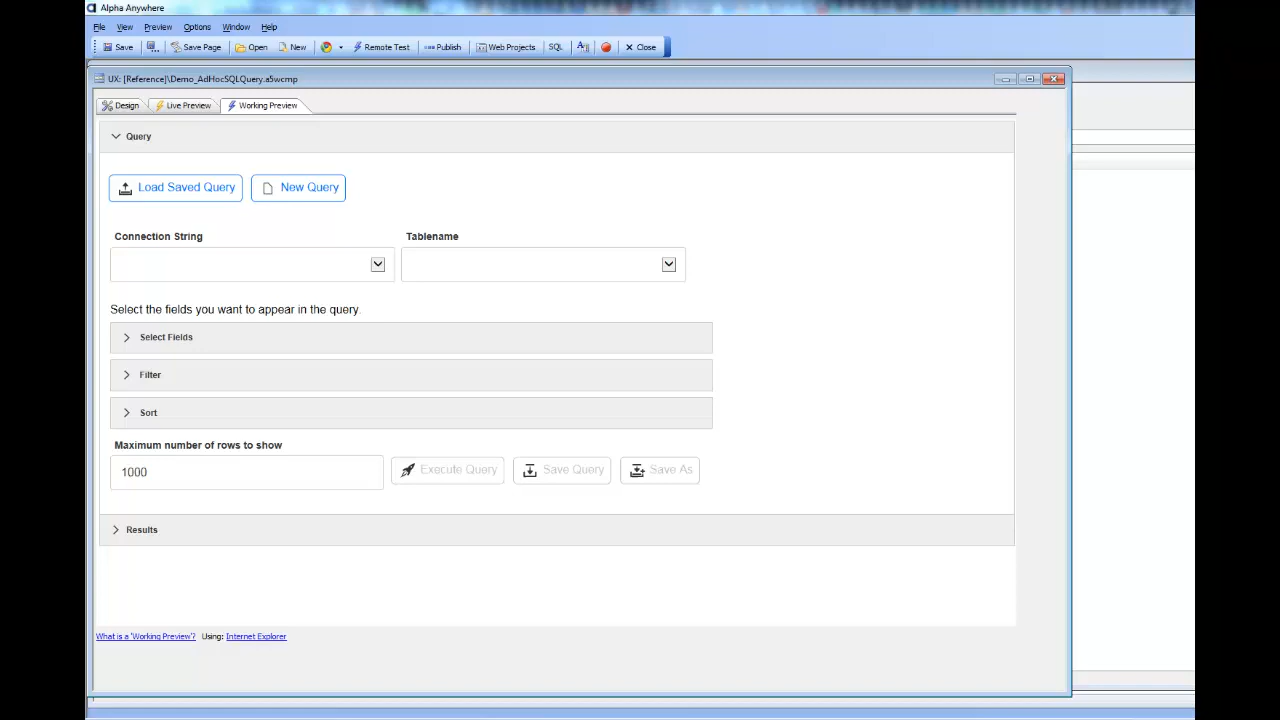 Alpha Anywhere
File View Preview Options Window Help
Save Save Page Open New Remote Test Publish Web Projects SQL Close
UX: [Reference]\Demo_AdHocSQLQuery.a5wcmp
Design Live Preview Working Preview
Query
Load Saved Query New Query
Connection String Tablename
Select the fields you want to appear in the query.
Select Fields
Filter
Sort
Maximum number of rows to show
1000 Execute Query Save Query Save As
Results
What is a 'Working Preview'? Using: Internet Explorer